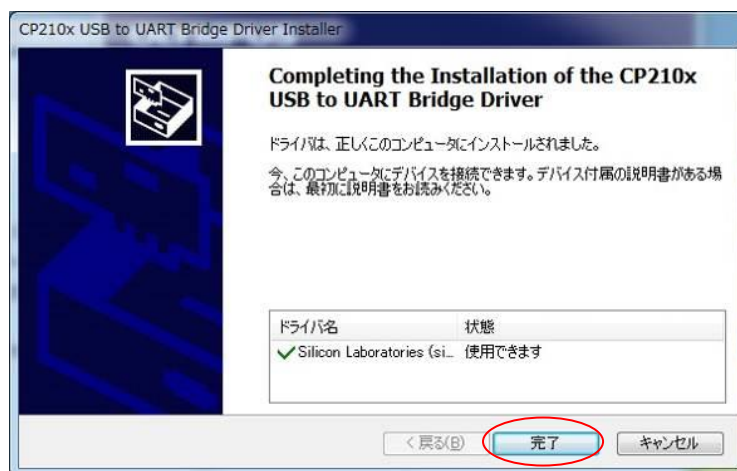 CP210x USB to UART Bridge Driver Installer
Completing the Installation of the CP210x
USB to UART Bridge Driver
ドライバは、正しくこのコンピュータにインストールされました。
今、このコンピュータにデバイスを接続できます。デバイス付属の説明書がある場
合は、最初に説明書をお読みください。
ドライバ名 状態
Silicon Laboratories (si... 使用できます
< 戻る(B) 完了 キャンセル